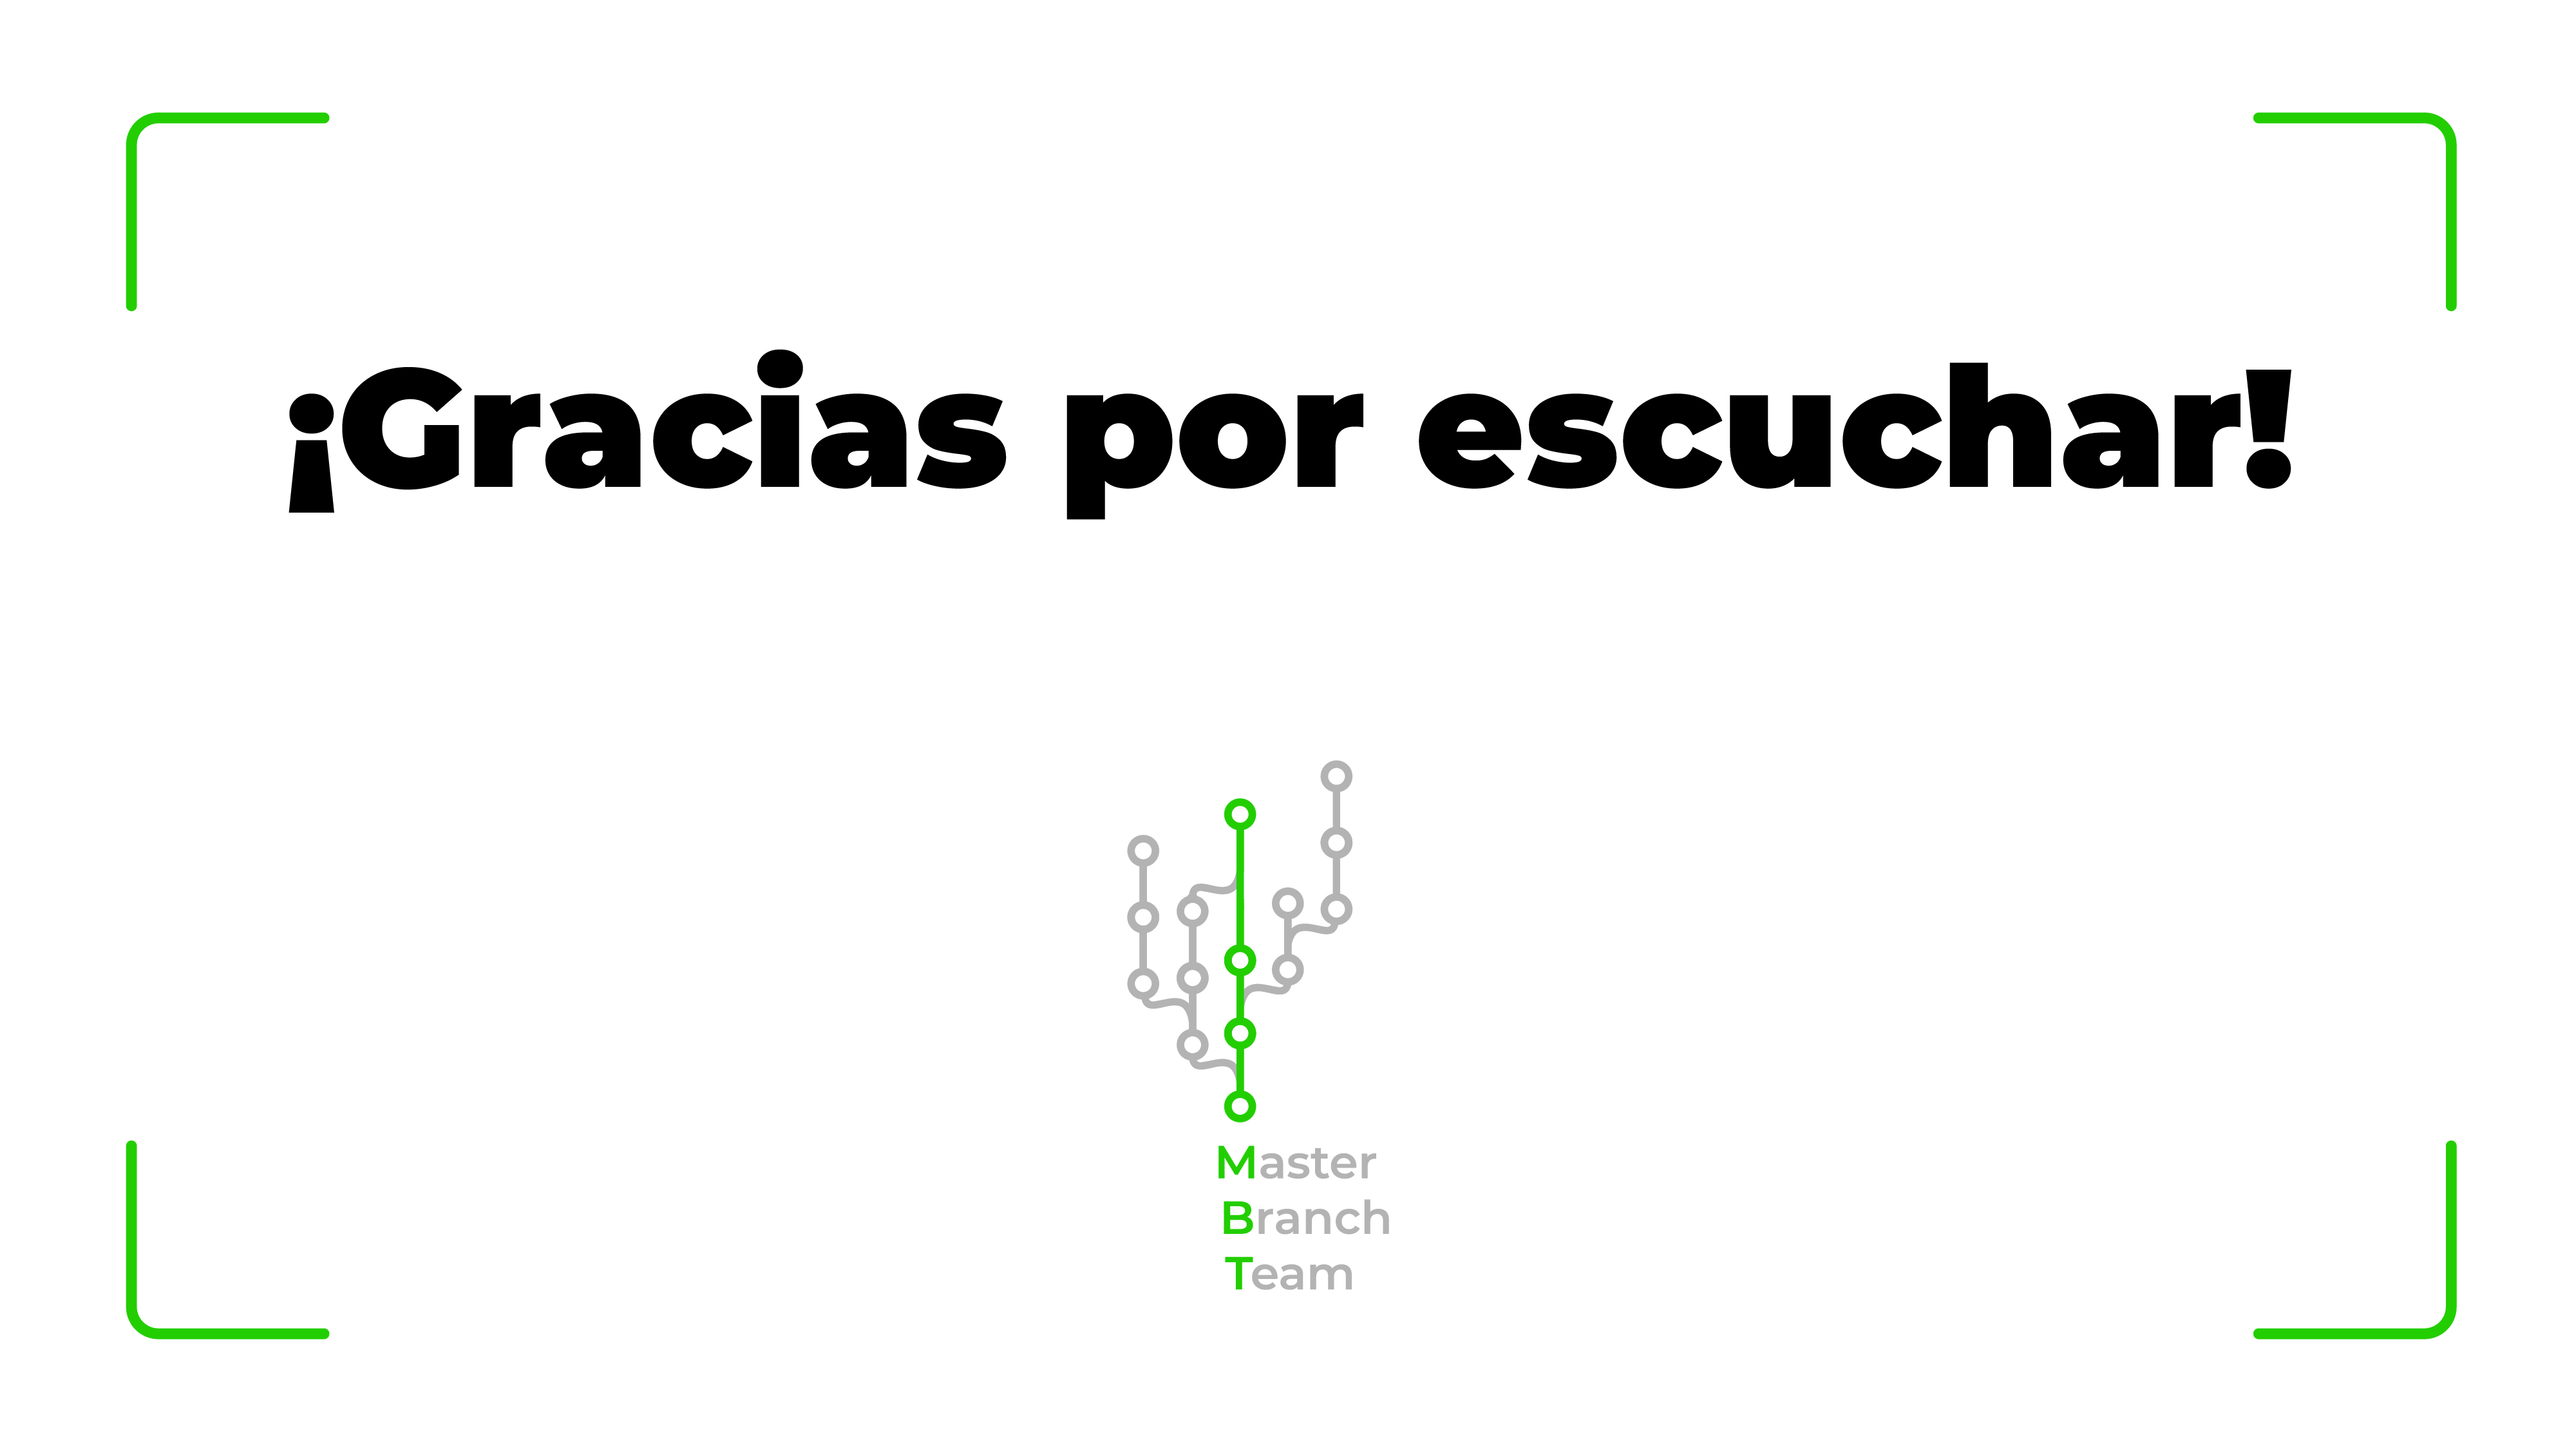 ¡Gracias por escuchar!
Master
Branch
Team